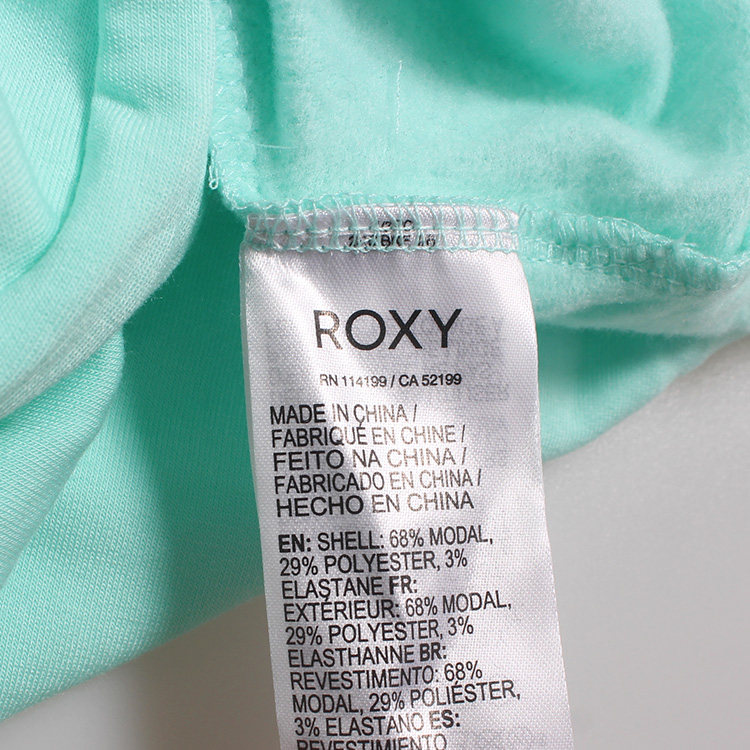 ROXY
RN 114199 / CA 52199
MADE IN CHINA /
FABRIQUÉ EN CHINE /
FEITO NA CHINA /
FABRICADO EN CHINA /
HECHO EN CHINA
EN: SHELL: 68% MODAL,
29% POLYESTER, 3%
ELASTANE FR:
EXTÉRIEUR: 68% MODAL,
29% POLYESTER, 3%
ELASTHANNE BR:
REVESTIMENTO: 68%
MODAL, 29% POLIÉSTER,
3% ELASTANO ES:
REVESTIMIENTO